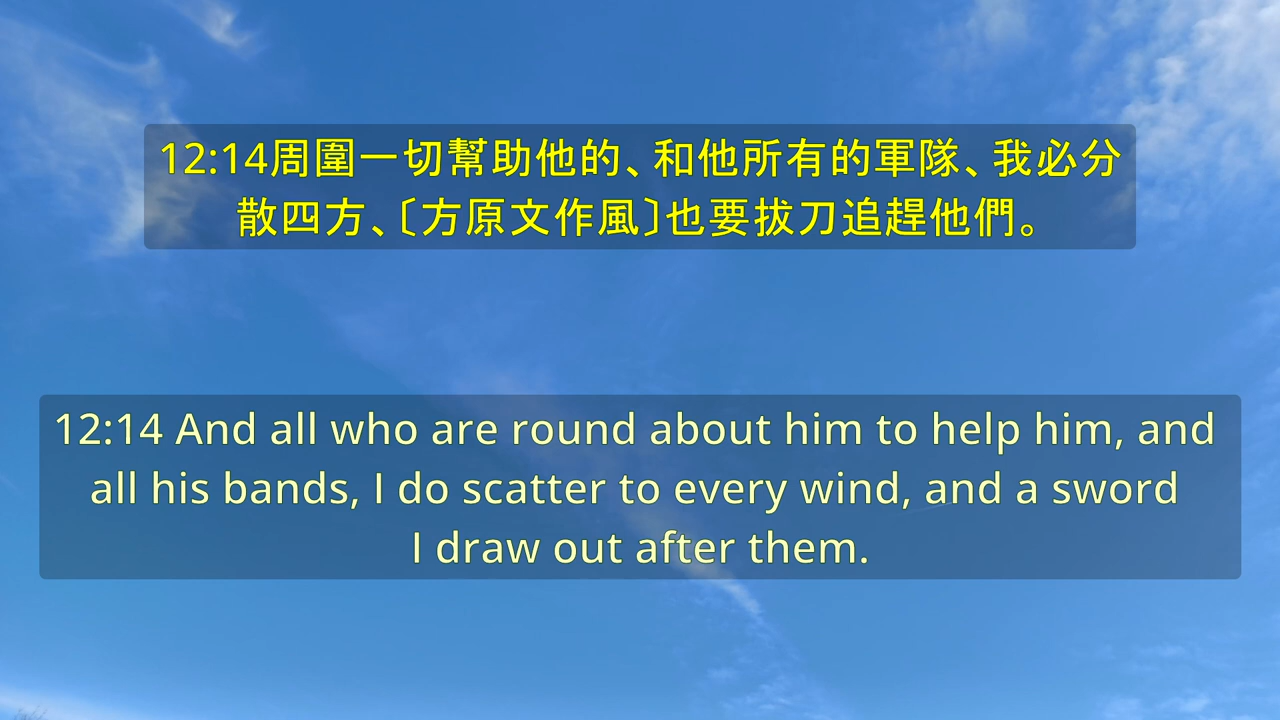 12:14周圍一切幫助他的、和他所有的軍隊、我必分
散四方、〔方原文作風〕也要拔刀追趕他們。
12:14 And all who are round about him to help him, and
all his bands, I do scatter to every wind, and a sword
I draw out after them.